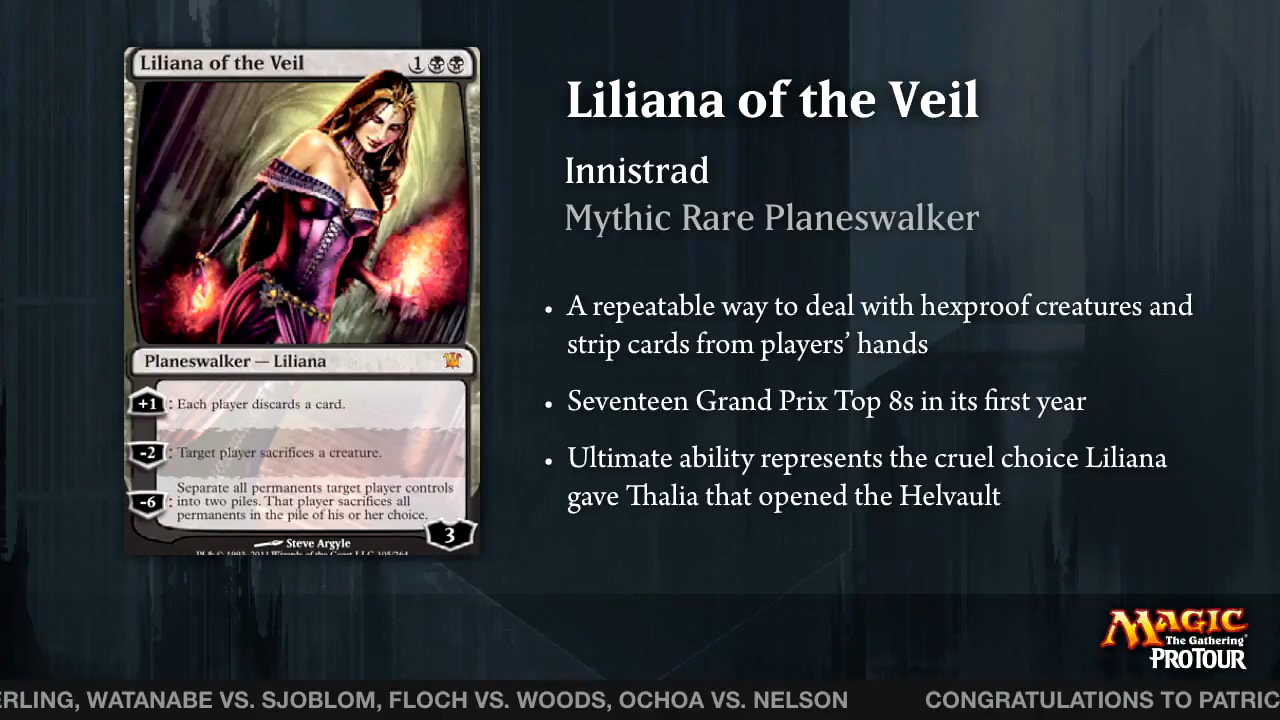 Liliana of the Veil 1
Planeswalker — Liliana
+1 : Each player discards a card.
-2 : Target player sacrifices a creature.
Separate all permanents target player controls
-6 : into two piles. That player sacrifices all
permanents in the pile of his or her choice.
3
Steve Argyle
Liliana of the Veil
Innistrad
Mythic Rare Planeswalker
• A repeatable way to deal with hexproof creatures and
strip cards from players’ hands
• Seventeen Grand Prix Top 8s in its first year
• Ultimate ability represents the cruel choice Liliana
gave Thalia that opened the Helvault
MAGIC
The Gathering®
PRO TOUR
ERLING, WATANABE VS. SJOBLOM, FLOCH VS. WOODS, OCHOA VS. NELSON CONGRATULATIONS TO PATRIC